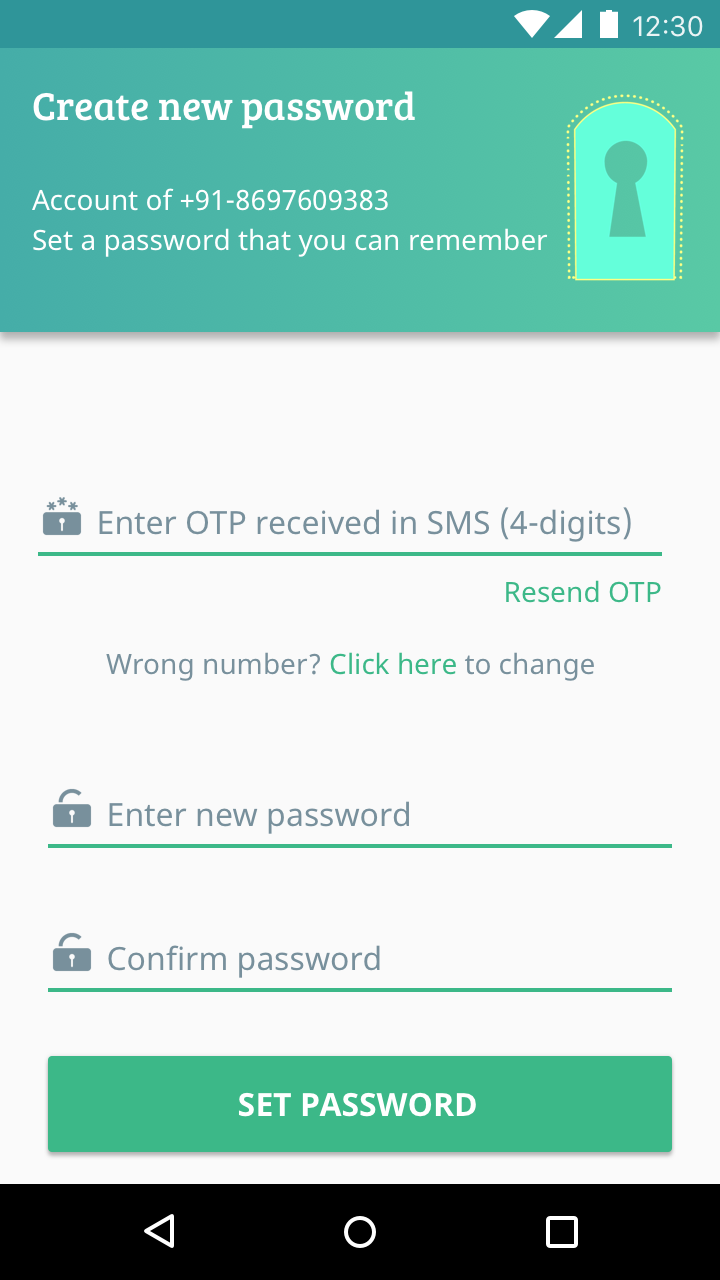 12:30
Create new password
Account of +91-8697609383
Set a password that you can remember
Enter OTP received in SMS (4-digits)
Resend OTP
Wrong number? Click here to change
Enter new password
Confirm password
SET PASSWORD